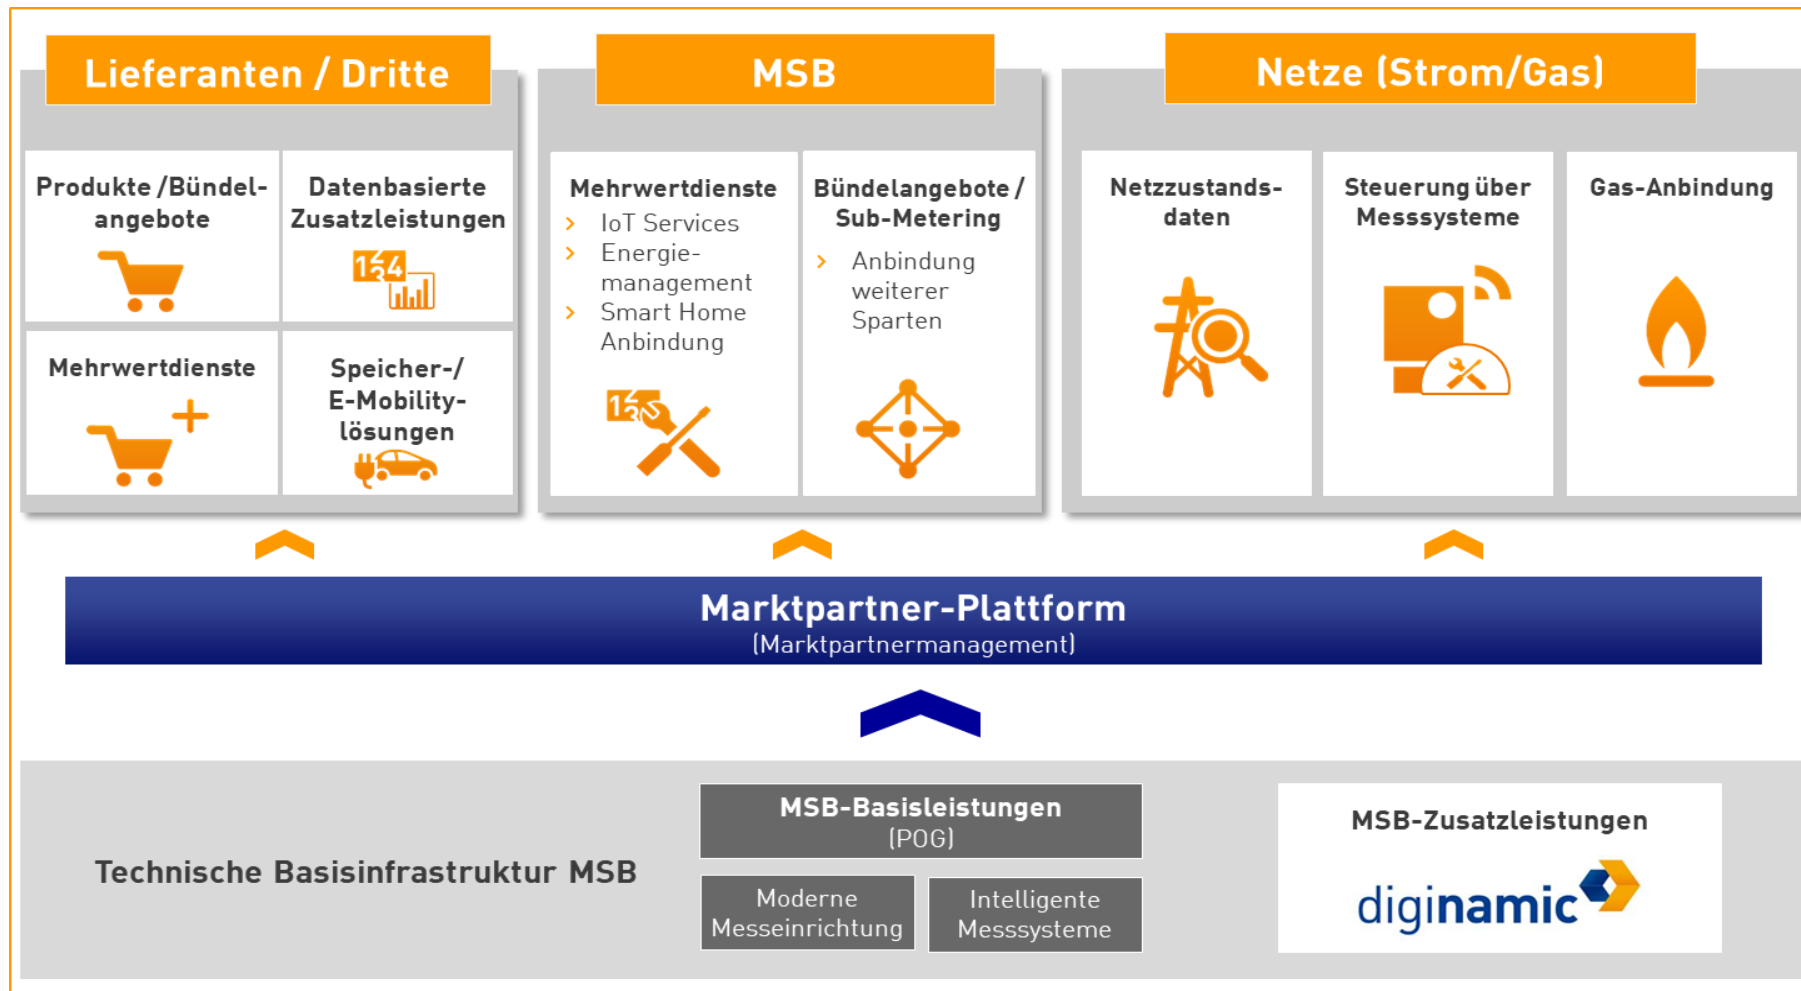 Lieferanten / Dritte
Produkte /Bündel-
angebote
Datenbasierte
Zusatzleistungen
1234
Mehrwertdienste
Speicher-/
E-Mobility-
lösungen
MSB
Mehrwertdienste
IoT Services
Energie-
management
Smart Home
Anbindung
Bündelangebote /
Sub-Metering
Anbindung
weiterer
Sparten
Netze (Strom/Gas)
Netzzustands-
daten
Steuerung über
Messsysteme
Gas-Anbindung
Marktpartner-Plattform
(Marktpartnermanagement)
Technische Basisinfrastruktur MSB
MSB-Basisleistungen
(POG)
Moderne
Messeinrichtung
Intelligente
Messsysteme
MSB-Zusatzleistungen
diginamic